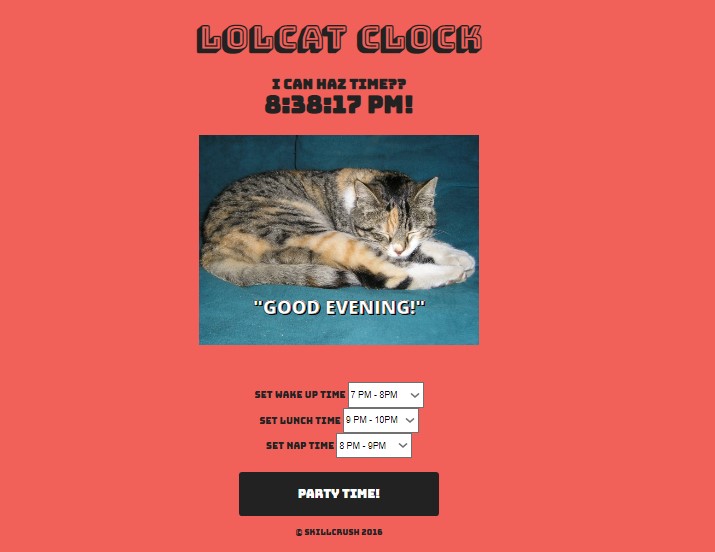 LOLCAT CLOCK
I CAN HAZ TIME??
8:38:17 PM!
"GOOD EVENING!"
SET WAKE UP TIME 7 PM - 8PM
SET LUNCH TIME 9 PM - 10PM
SET NAP TIME 8 PM - 9PM
PARTY TIME!
© SKILLCRUSH 2016